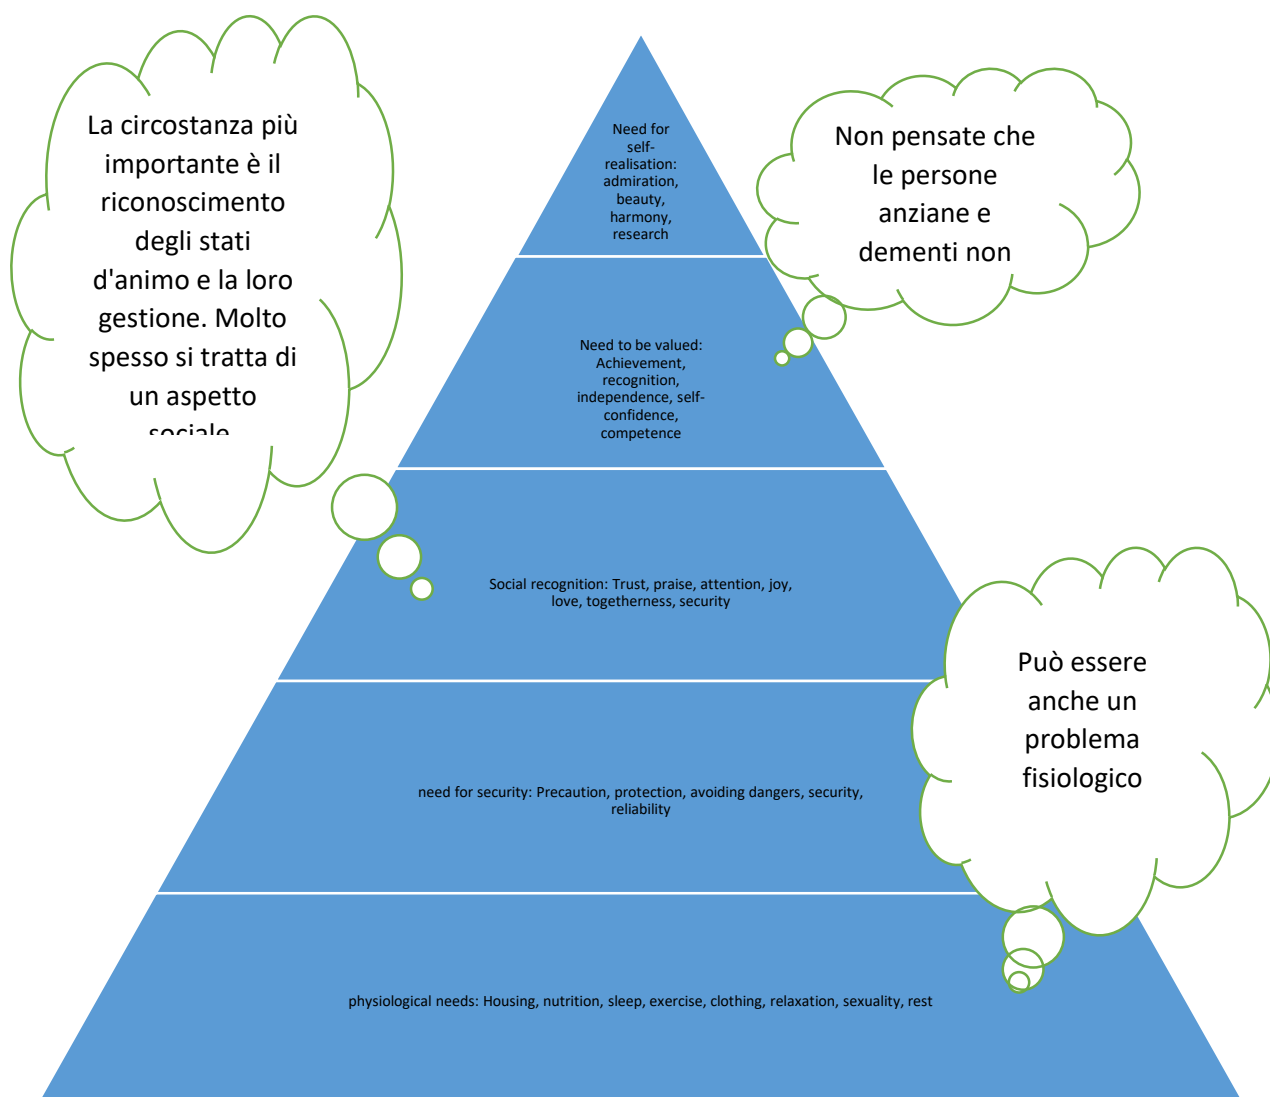 La circostanza più
importante è il
riconoscimento
degli stati
d'animo e la loro
gestione. Molto
spesso si tratta di
un aspetto
sociale
Need for
self-
realisation:
admiration,
beauty,
harmony,
research
Non pensate che
le persone
anziane e
dementi non
Need to be valued:
Achievement,
recognition,
independence, self-
confidence,
competence
Social recognition: Trust, praise, attention, joy,
love, togetherness, security
Può essere
anche un
problema
fisiologico
need for security: Precaution, protection, avoiding dangers, security,
reliability
physiological needs: Housing, nutrition, sleep, exercise, clothing, relaxation, sexuality, rest